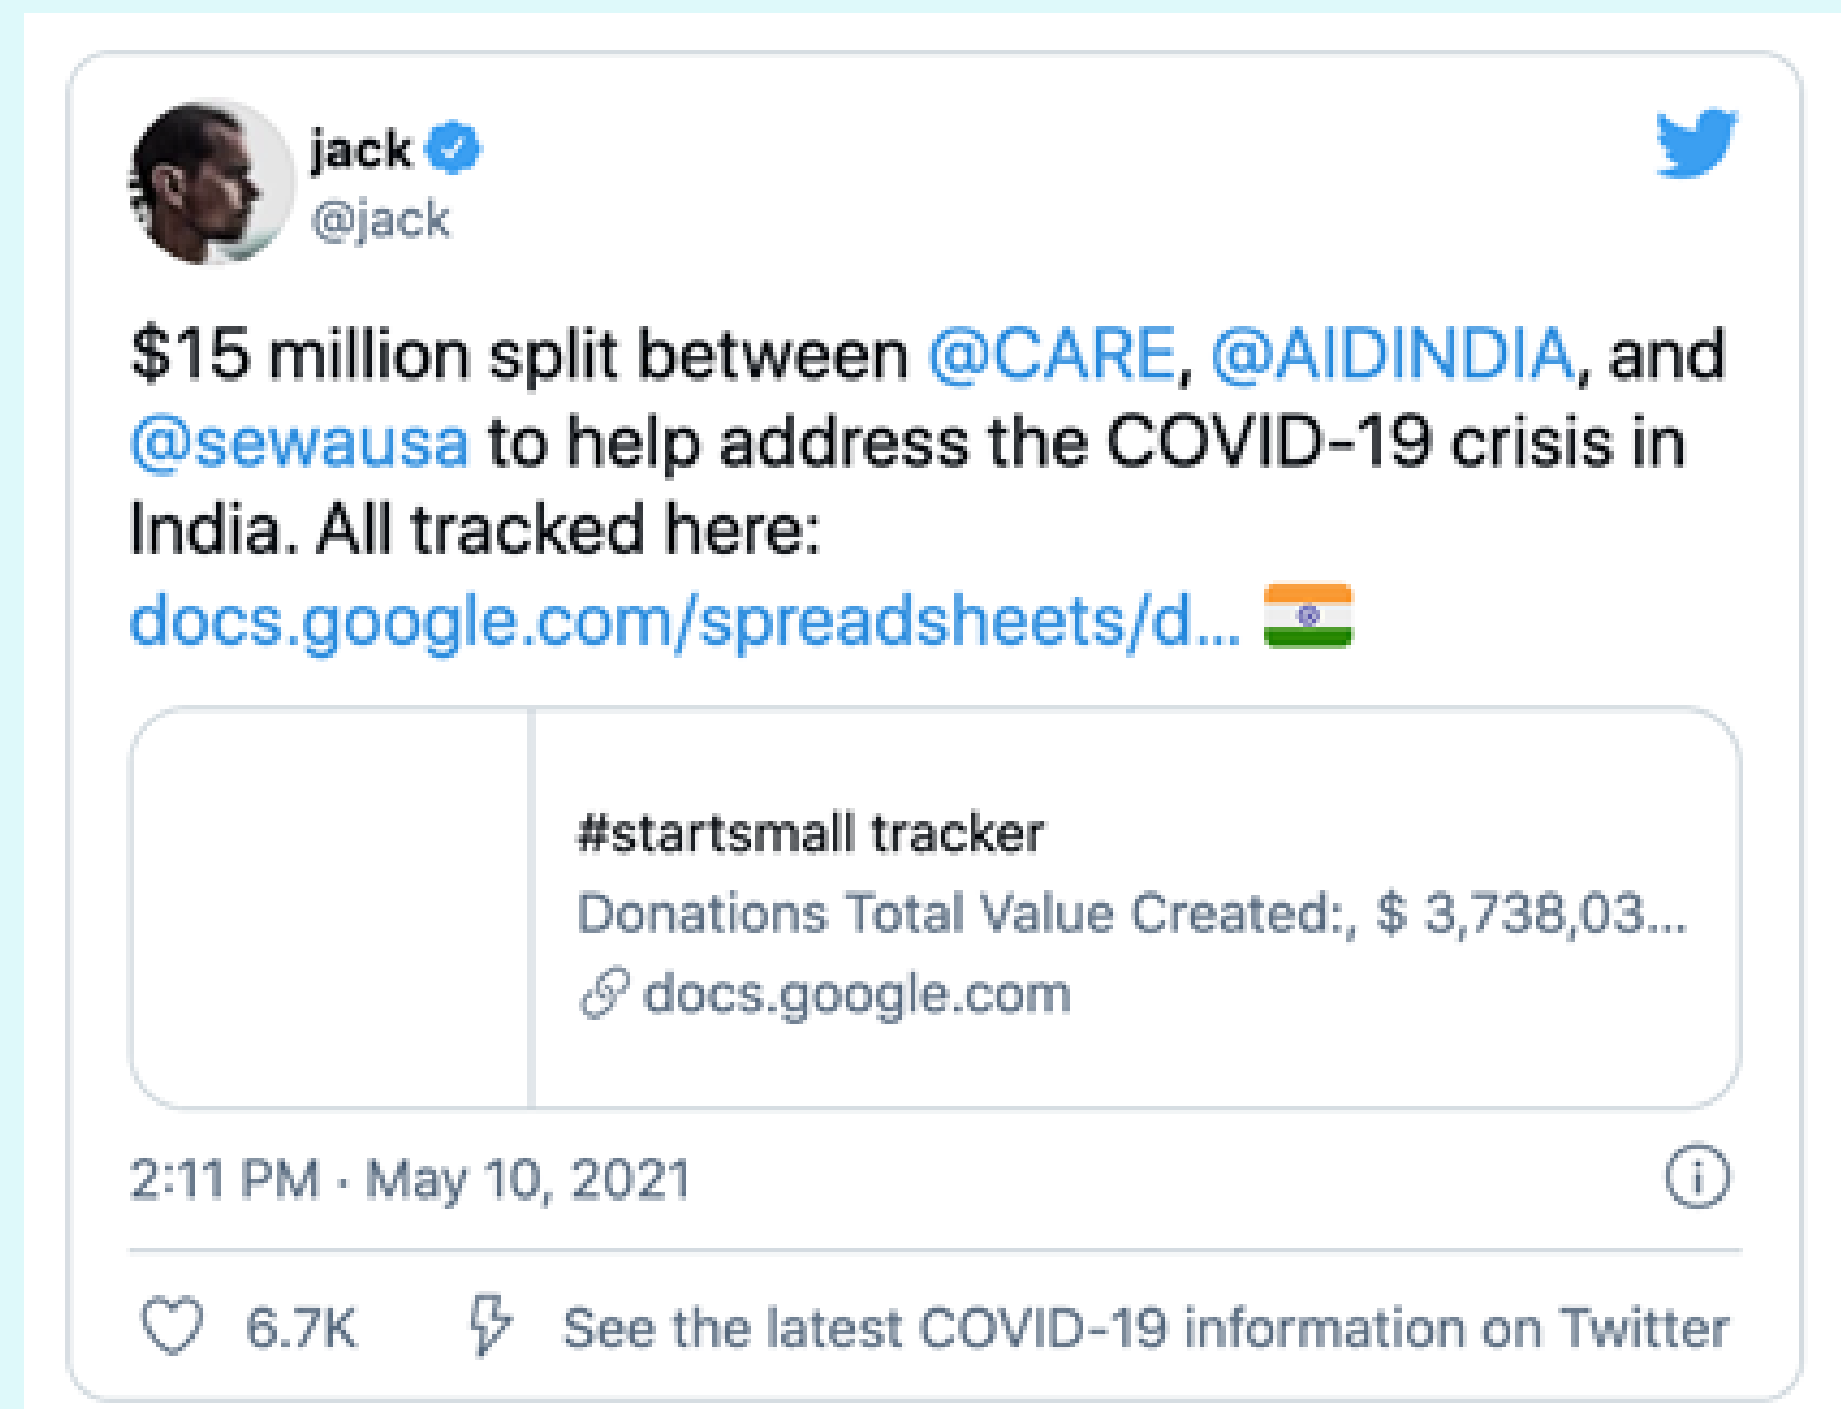 jack
@jack
$15 million split between @CARE, @AIDINDIA, and
@sewausa to help address the COVID-19 crisis in
India. All tracked here:
docs.google.com/spreadsheets/d... 🇮🇳
#startsmall tracker
Donations Total Value Created:, $ 3,738,03...
docs.google.com
2:11 PM · May 10, 2021
6.7K See the latest COVID-19 information on Twitter